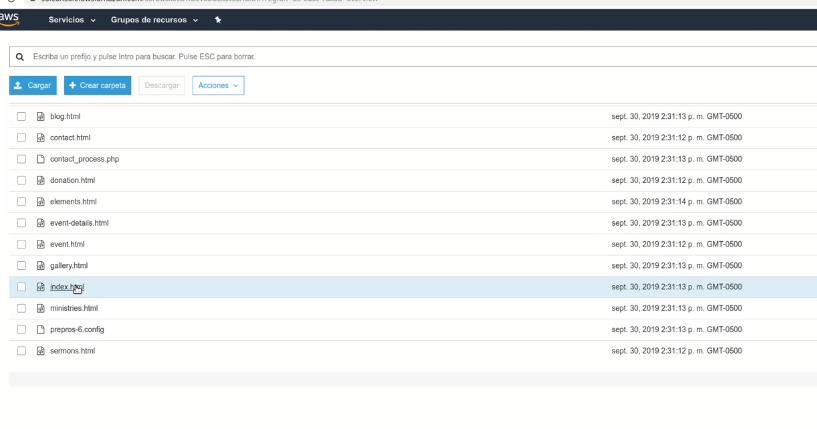 aws Servicios Grupos de recursos
Escriba un prefijo y pulse Intro para buscar. Pulse ESC para borrar.
Cargar + Crear carpeta Descargar Acciones
blog.html sept. 30, 2019 2:31:13 p. m. GMT-0500
contact.html sept. 30, 2019 2:31:12 p. m. GMT-0500
contact_process.php sept. 30, 2019 2:31:13 p. m. GMT-0500
donation.html sept. 30, 2019 2:31:12 p. m. GMT-0500
elements.html sept. 30, 2019 2:31:14 p. m. GMT-0500
event-details.html sept. 30, 2019 2:31:13 p. m. GMT-0500
event.html sept. 30, 2019 2:31:12 p. m. GMT-0500
gallery.html sept. 30, 2019 2:31:13 p. m. GMT-0500
index.html sept. 30, 2019 2:31:13 p. m. GMT-0500
ministries.html sept. 30, 2019 2:31:13 p. m. GMT-0500
prepros-6.config sept. 30, 2019 2:31:13 p. m. GMT-0500
sermons.html sept. 30, 2019 2:31:12 p. m. GMT-0500